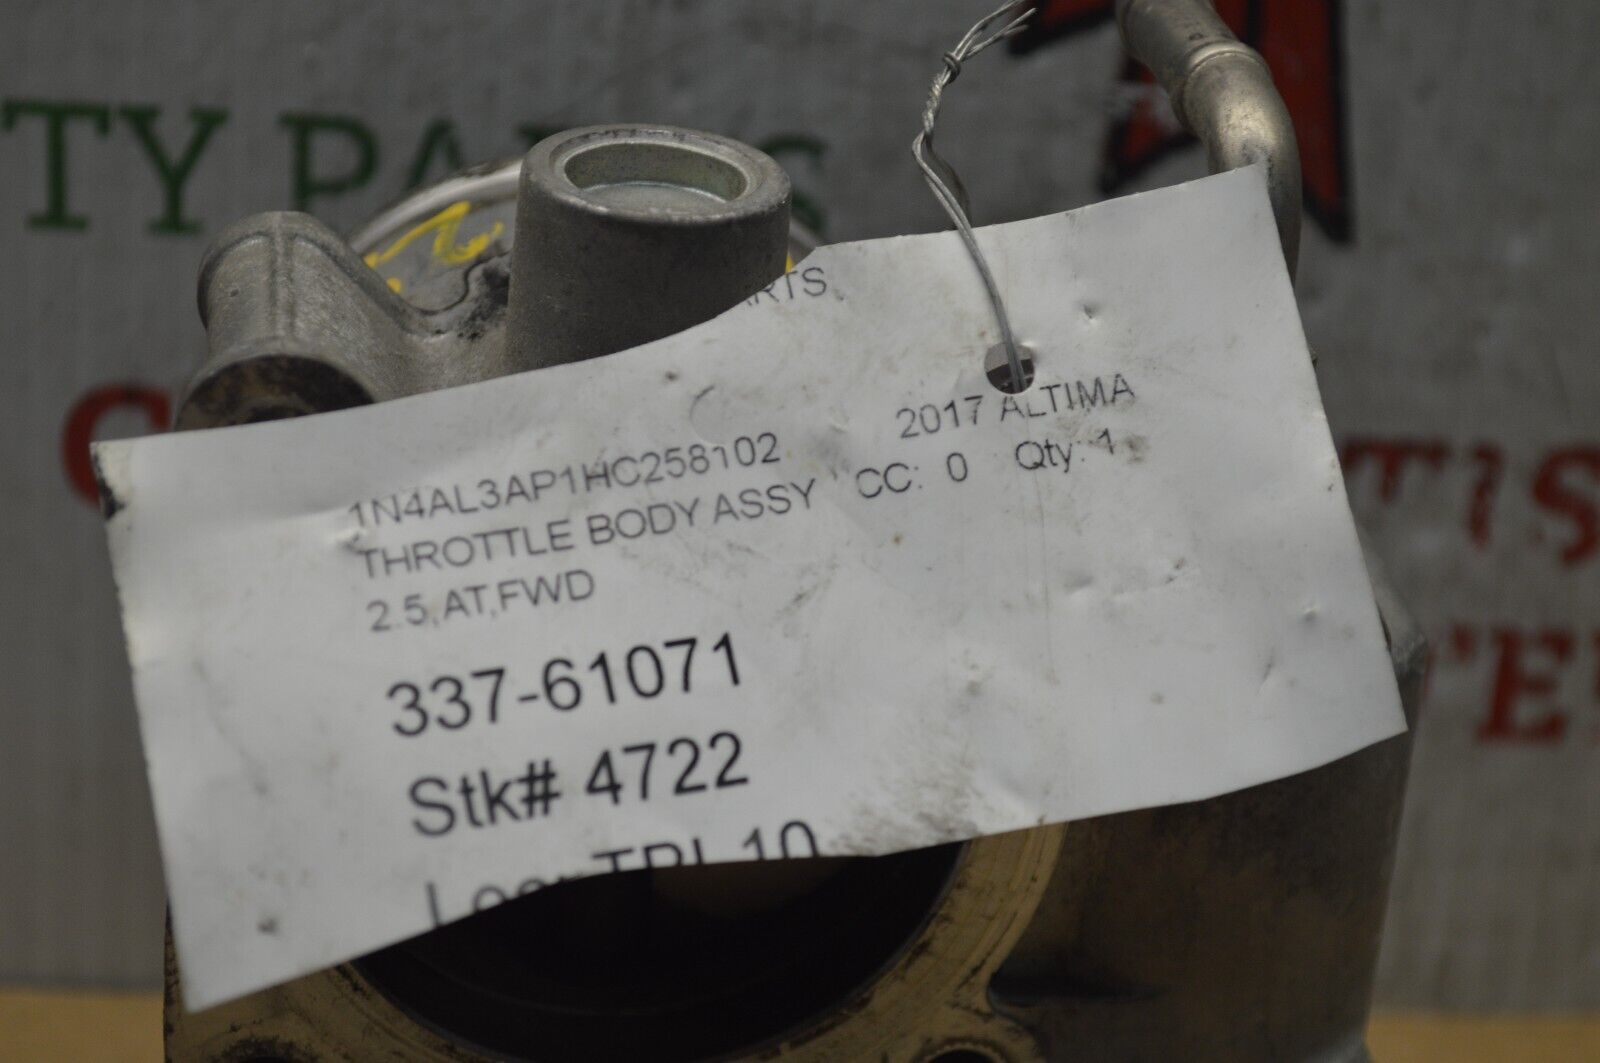 TY PA S
ARTS
1N4AL3AP1HC258102 2017 ALTIMA
THROTTLE BODY ASSY CC: 0 Qty: 1
2.5,AT,FWD
337-61071
Stk# 4722
TIS